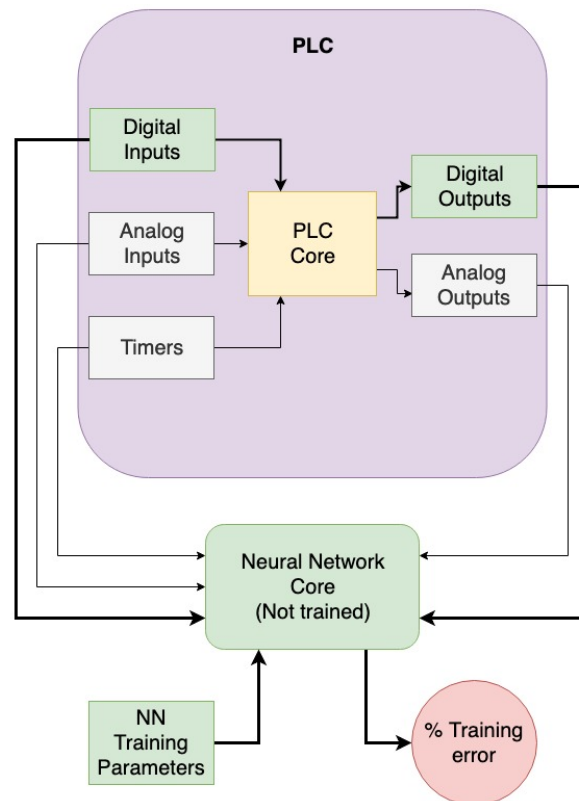 PLC
Digital
Inputs
Analog
Inputs
Timers
PLC
Core
Digital
Outputs
Analog
Outputs
Neural Network
Core
(Not trained)
NN
Training
Parameters
% Training
error